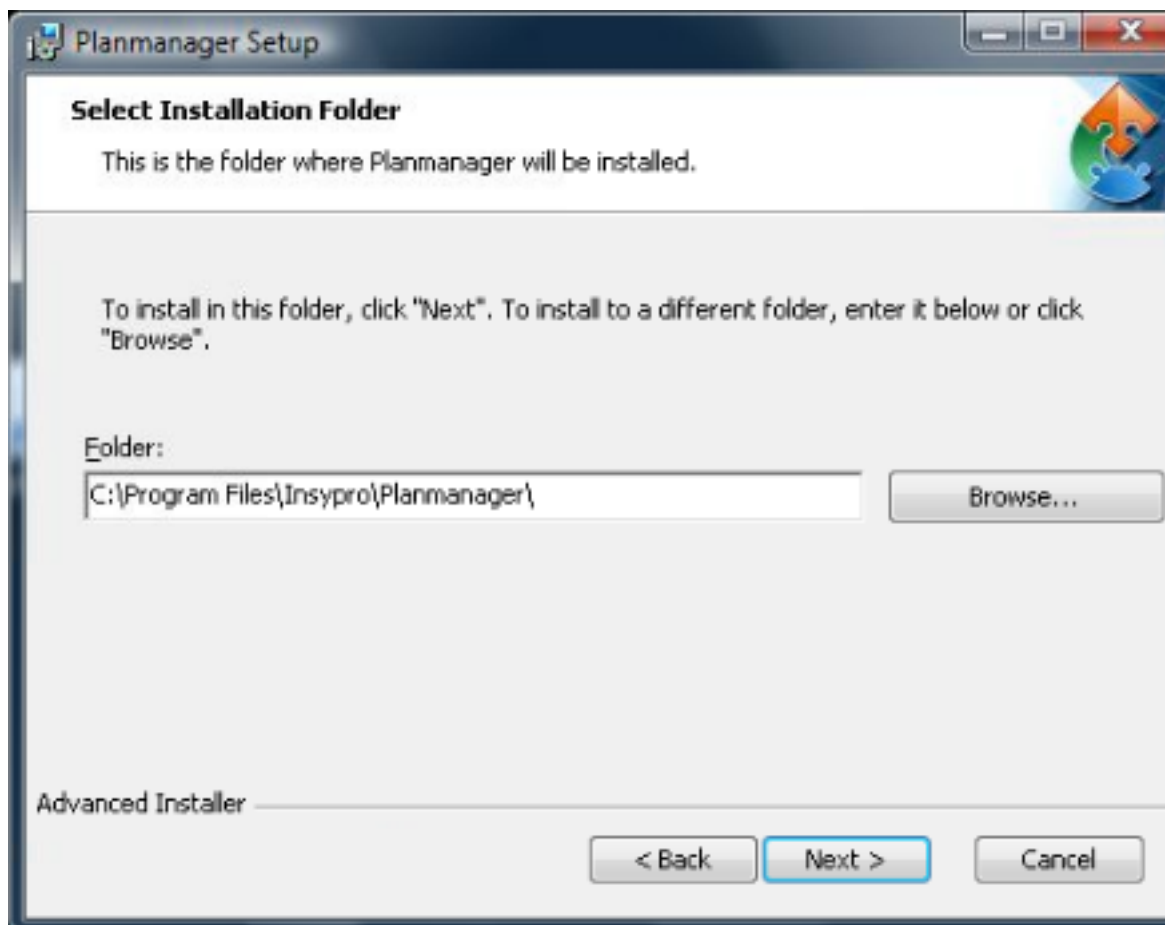 Planmanager Setup
Select Installation Folder
This is the folder where Planmanager will be installed.
To install in this folder, click "Next". To install to a different folder, enter it below or click
"Browse".
Folder:
C:\Program Files\Insypro\Planmanager\
Browse...
Advanced Installer
< Back
Next >
Cancel